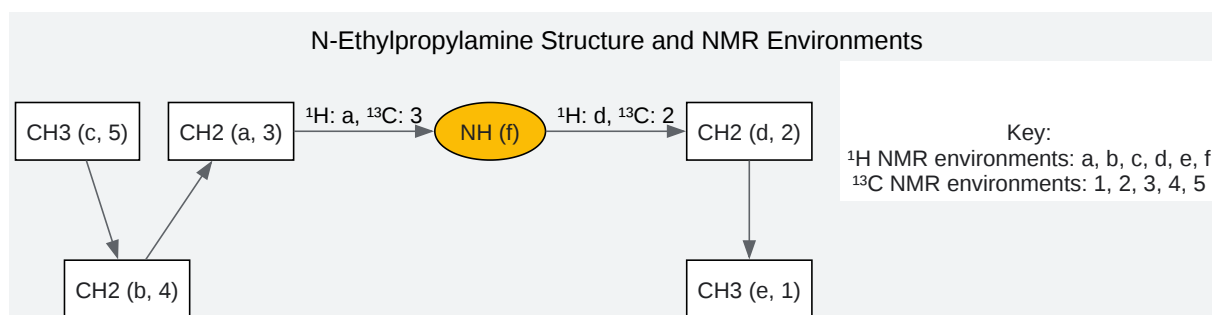 N-Ethylpropylamine Structure and NMR Environments
CH3 (c, 5)
CH2 (a, 3)
¹H: a, ¹³C: 3
NH (f)
¹H: d, ¹³C: 2
CH2 (d, 2)
Key:
¹H NMR environments: a, b, c, d, e, f
¹³C NMR environments: 1, 2, 3, 4, 5
CH2 (b, 4)
CH3 (e, 1)